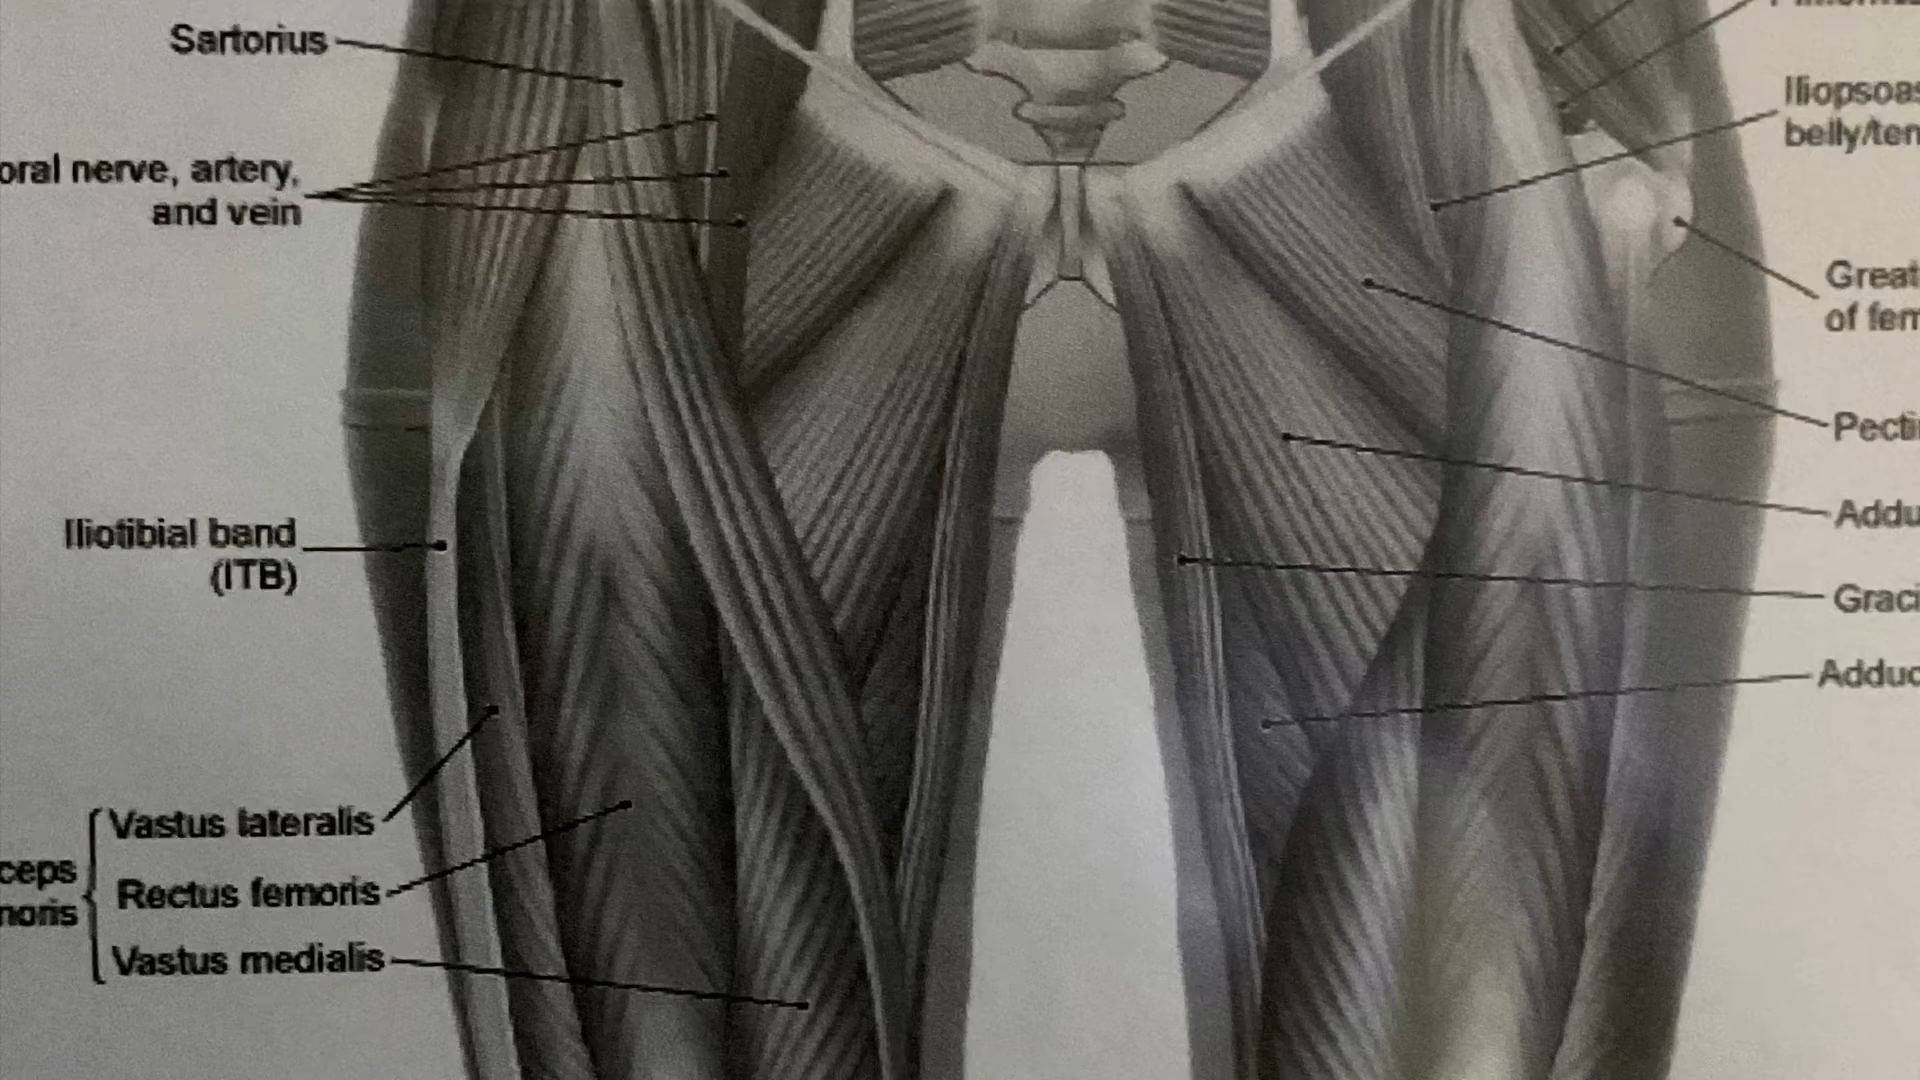 Sartorius
oral nerve, artery,
and vein
Iliotibial band
(ITB)
Vastus lateralis
ceps
Rectus femoris
noris
Vastus medialis
Iliopsoas
belly/ten
Great
of fem
Pecti
Addu
Graci
Adduc